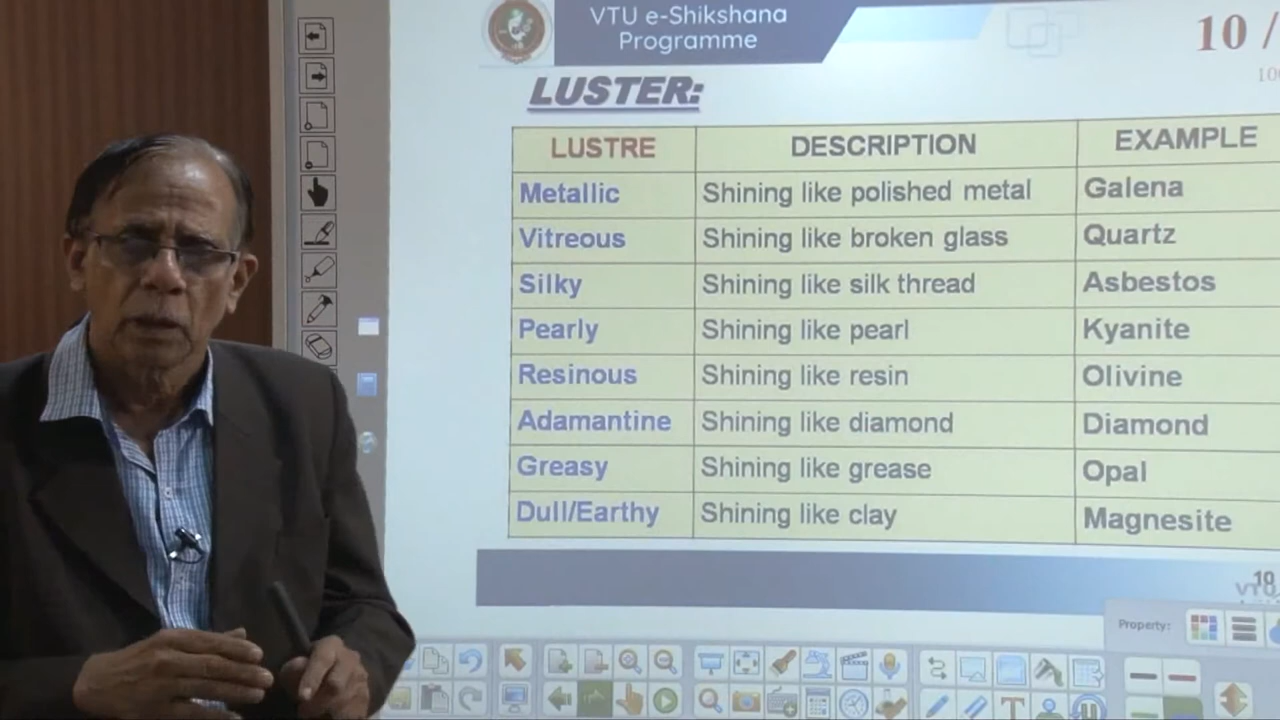 VTU e-Shikshana
Programme
10 /
LUSTER:
LUSTRE DESCRIPTION EXAMPLE
Metallic Shining like polished metal Galena
Vitreous Shining like broken glass Quartz
Silky Shining like silk thread Asbestos
Pearly Shining like pearl Kyanite
Resinous Shining like resin Olivine
Adamantine Shining like diamond Diamond
Greasy Shining like grease Opal
Dull/Earthy Shining like clay Magnesite
10
VTU
Property: